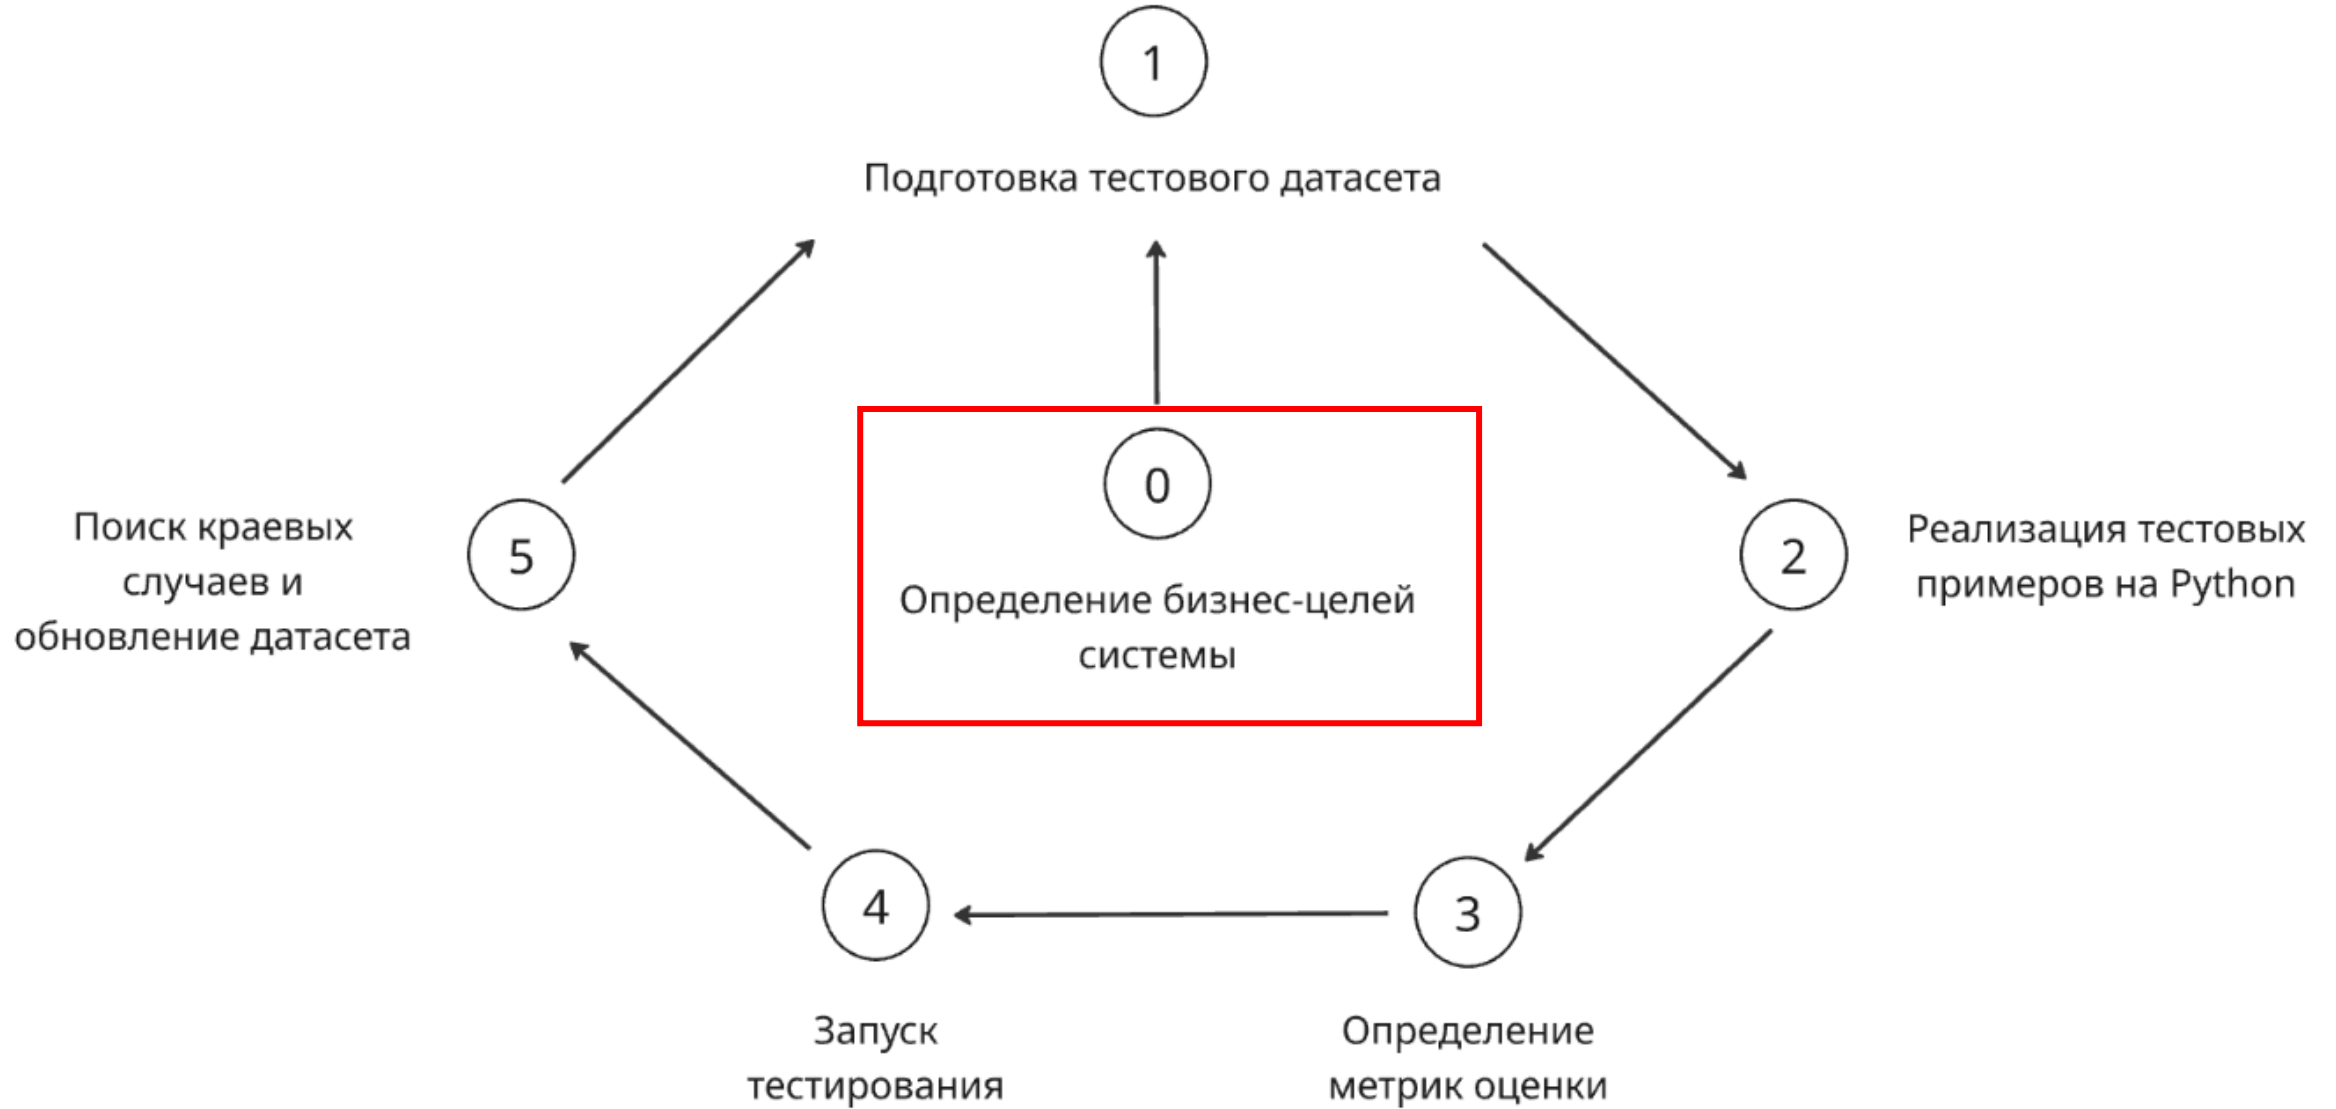 1
Подготовка тестового датасета
0
Определение бизнес-целей
системы
2
Реализация тестовых
примеров на Python
3
Определение
метрик оценки
4
Запуск
тестирования
5
Поиск краевых
случаев и
обновление датасета